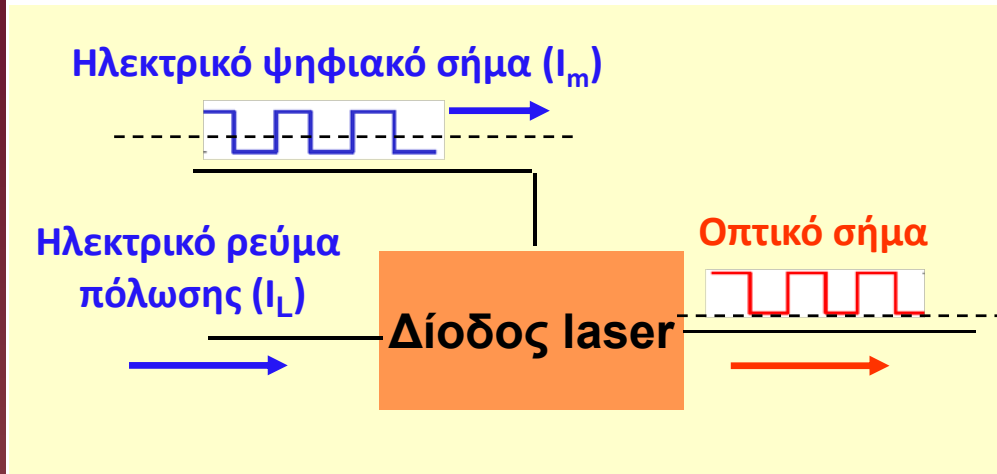 Ηλεκτρικό ψηφιακό σήμα (Im)
Ηλεκτρικό ρεύμα
πόλωσης (IL)
Οπτικό σήμα
Δίοδος laser